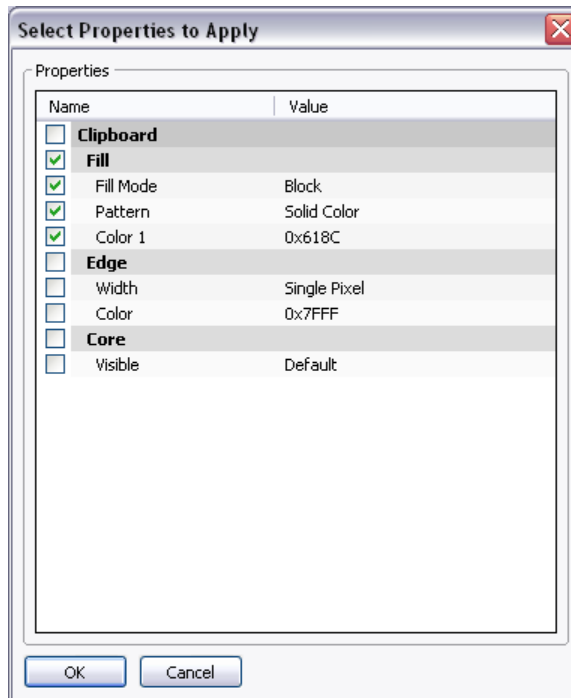 Select Properties to Apply
Properties
Name Value
Clipboard
Fill
Fill Mode Block
Pattern Solid Color
Color 1 0x618C
Edge
Width Single Pixel
Color 0x7FFF
Core
Visible Default
OK Cancel